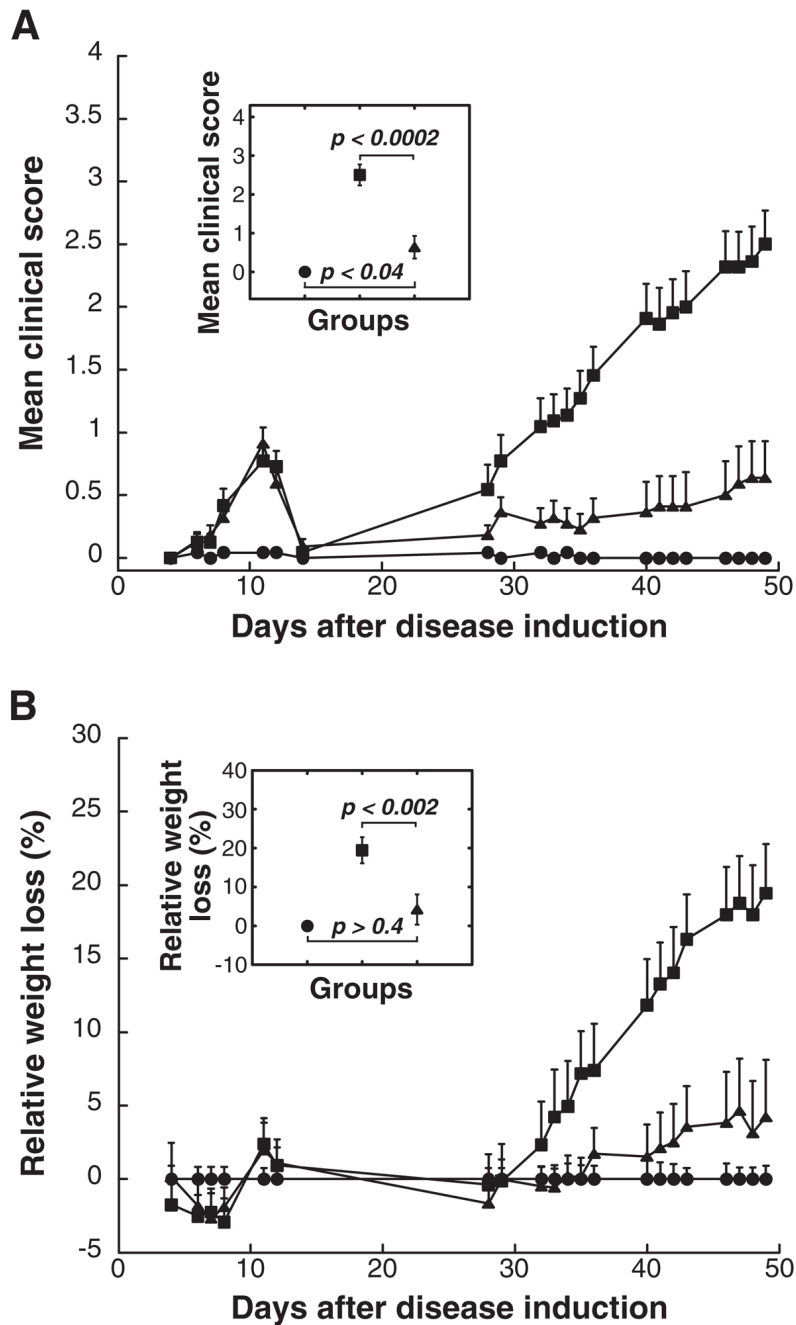 A
Mean clinical score
4
3.5
3
2.5
2
1.5
1
0.5
0
Mean clinical score
4
3
2
1
0
p < 0.0002
p < 0.04
Groups
0 10 20 30 40 50
Days after disease induction
B
Relative weight loss (%)
30
25
20
15
10
5
0
-5
Relative weight
loss (%)
40
30
20
10
0
-10
p < 0.002
p > 0.4
Groups
0 10 20 30 40 50
Days after disease induction